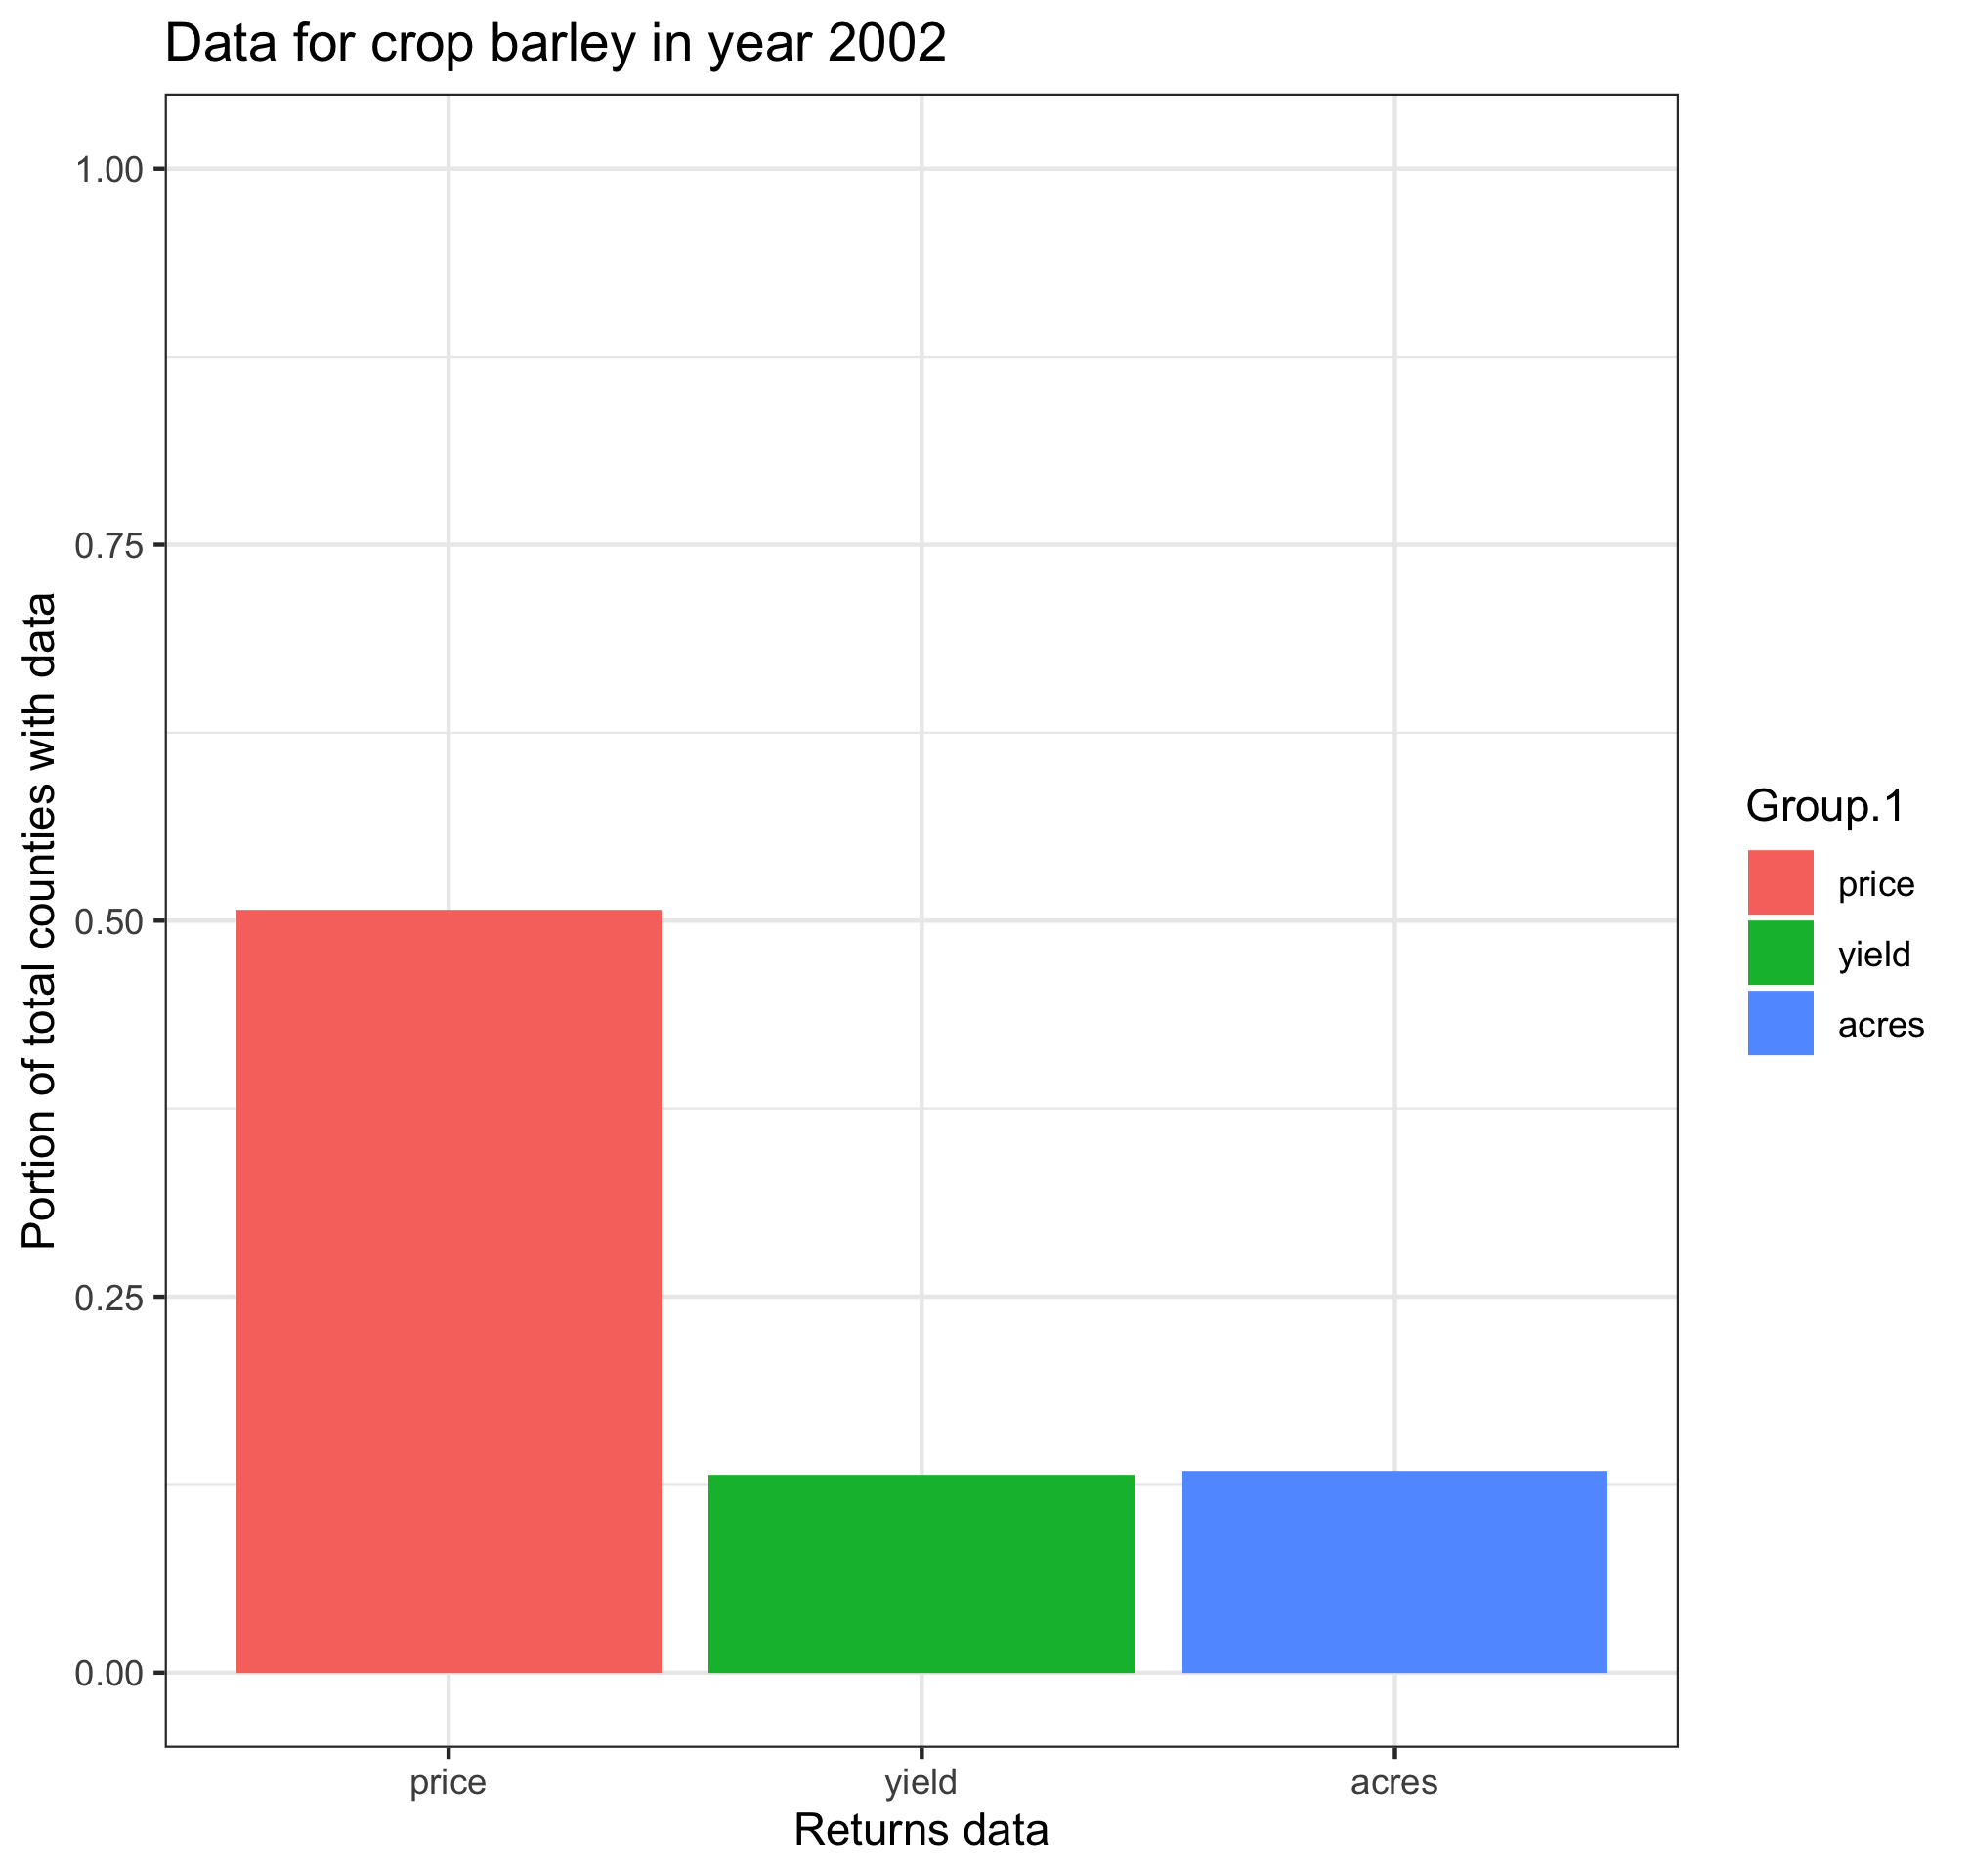 Data for crop barley in year 2002
Portion of total counties with data
1.00
0.75
0.50
0.25
0.00
price
yield
acres
Returns data
Group.1
price
yield
acres